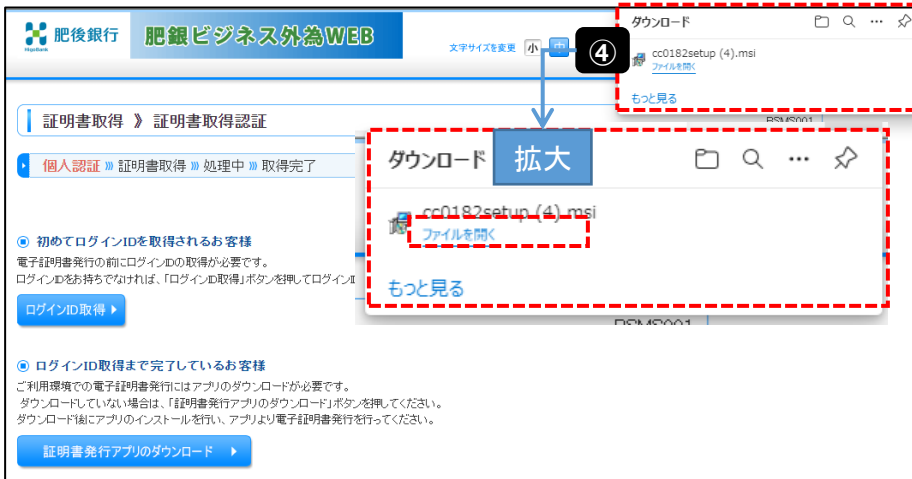 肥後銀行
HigoBank
肥銀ビジネス外為WEB
文字サイズを変更 小 中
④
ダウンロード
cc0182setup (4).msi
ファイルを開く
もっと見る
証明書取得 》 証明書取得認証
BSMS001
個人認証 》》 証明書取得 》》 処理中 》》 取得完了
ダウンロード
拡大
cc0182setup (4).msi
ファイルを開く
もっと見る
BSMS001
初めてログインIDを取得されるお客様
電子証明書発行の前にログインIDの取得が必要です。
ログインIDをお持ちでなければ、「ログインID取得」ボタンを押してログインI
ログインID取得
ログインID取得まで完了しているお客様
ご利用環境での電子証明書発行にはアプリのダウンロードが必要です。
ダウンロードしていない場合は、「証明書発行アプリのダウンロード」ボタンを押してください。
ダウンロード後にアプリのインストールを行い、アプリより電子証明書発行を行ってください。
証明書発行アプリのダウンロード